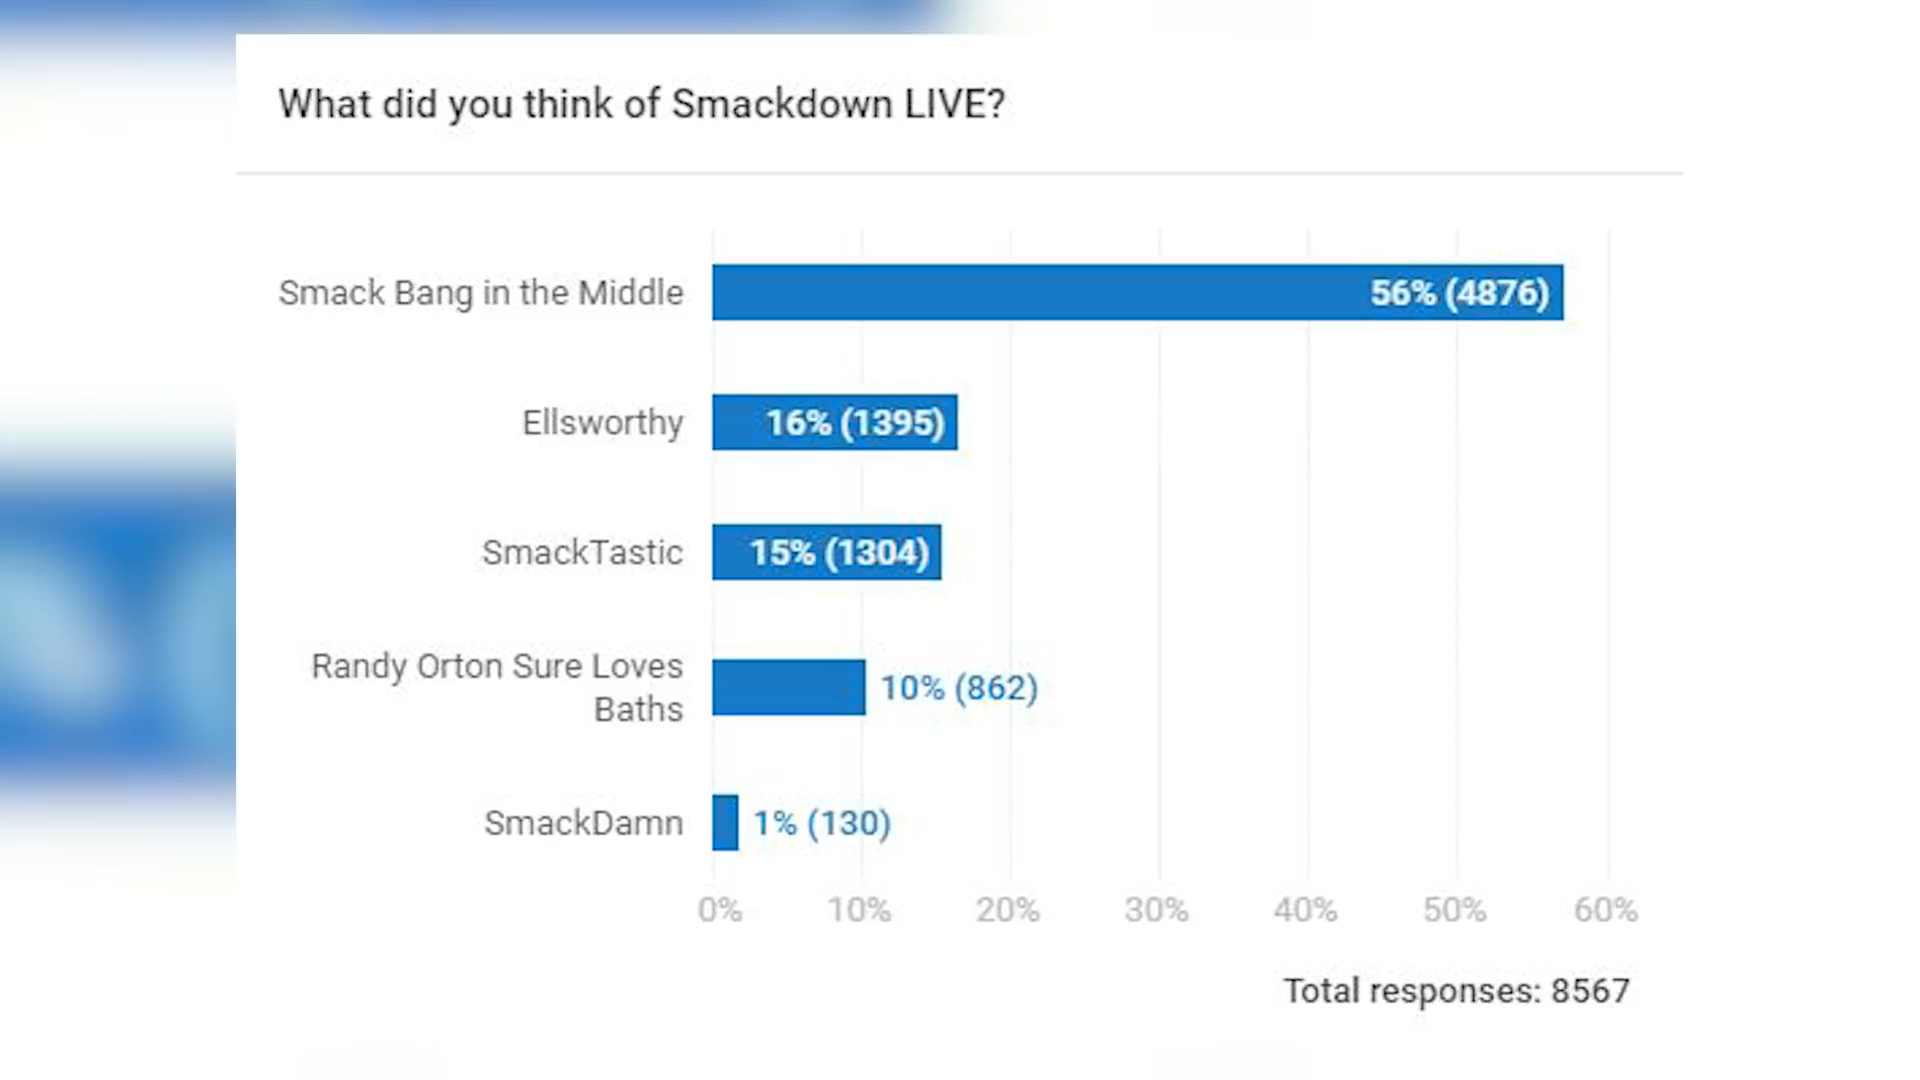 What did you think of Smackdown LIVE?
Smack Bang in the Middle
56% (4876)
Ellsworthy
16% (1395)
SmackTastic
15% (1304)
Randy Orton Sure Loves
Baths
10% (862)
SmackDamn
1% (130)
0% 10% 20% 30% 40% 50% 60%
Total responses: 8567